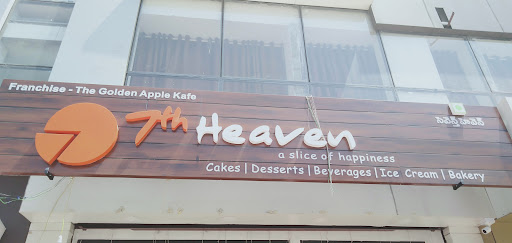 Franchise - The Golden Apple Kafe
7th Heaven
a slice of happiness
Cakes | Desserts | Beverages | Ice Cream | Bakery